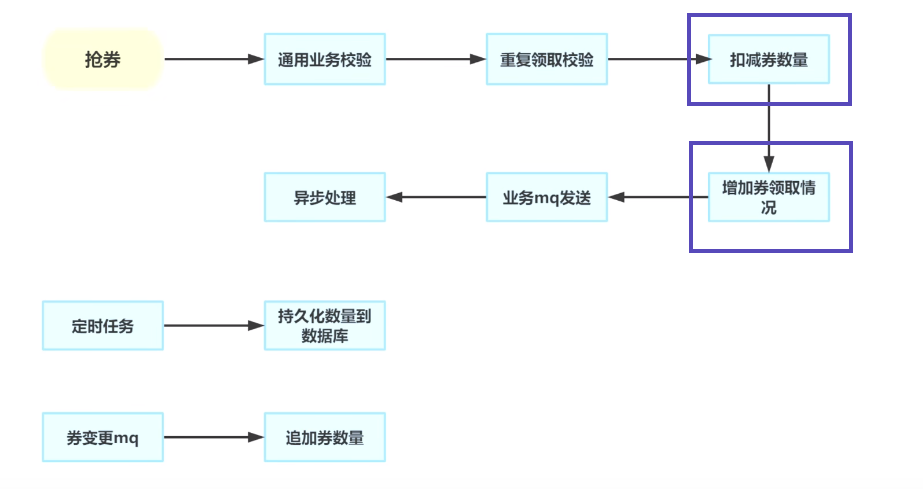 抢券
通用业务校验
重复领取校验
扣减券数量
异步处理
业务mq发送
增加券领取情
况
定时任务
持久化数量到
数据库
券变更mq
追加券数量